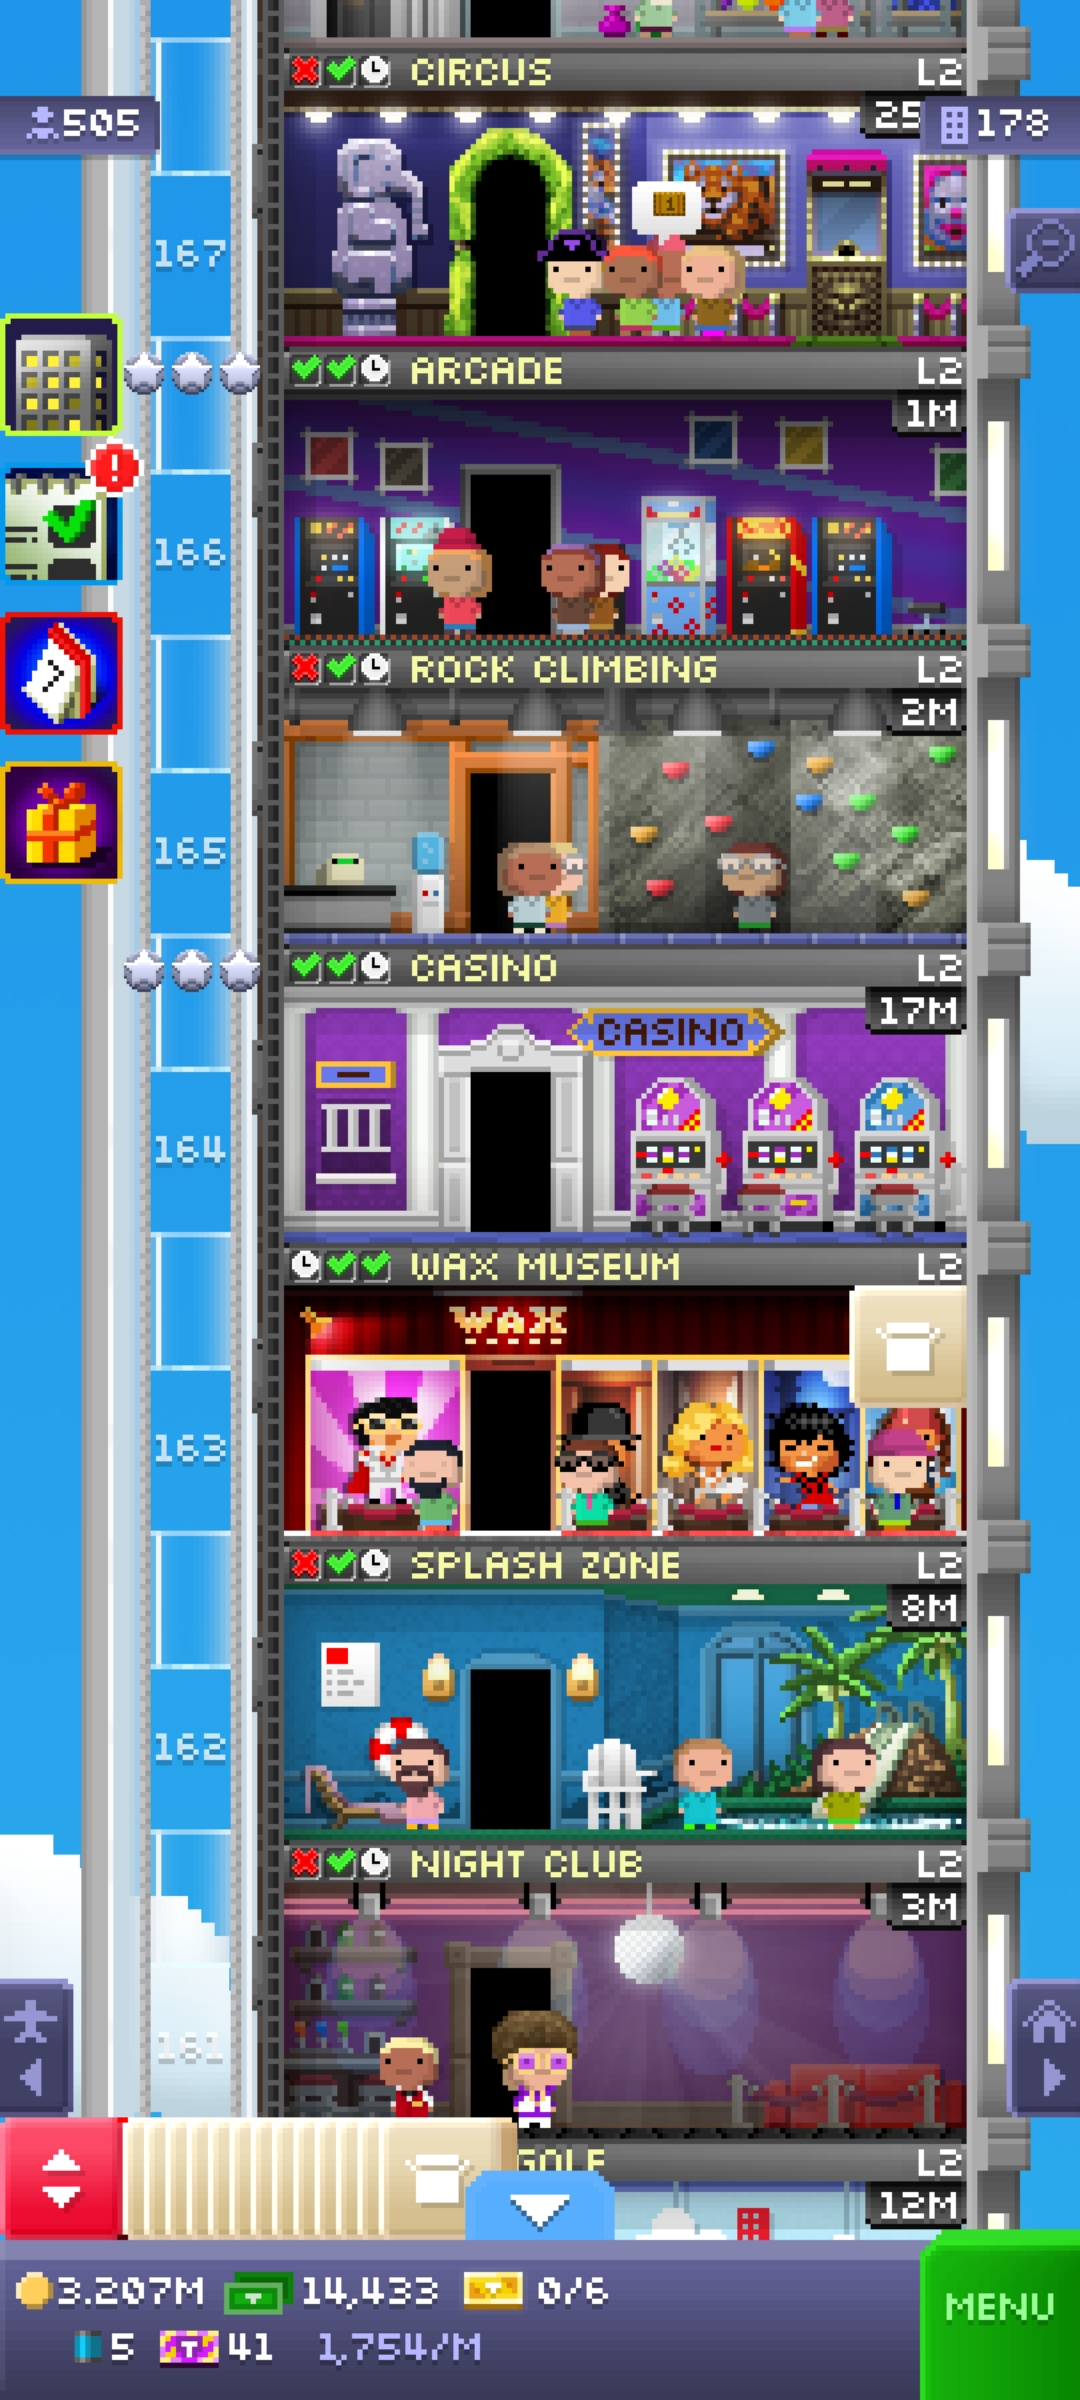 CIRCUS L2
505
25
178
167
1
ARCADE L2
1M
166
ROCK CLIMBING L2
2M
165
CASINO L2
17M
CASINO
164
WAX MUSEUM L2
WAX
163
SPLASH ZONE L2
8M
162
NIGHT CLUB L2
3M
161
GOLF L2
12M
3.207M 14,433 0/6
MENU
5 T 41 1,754/M